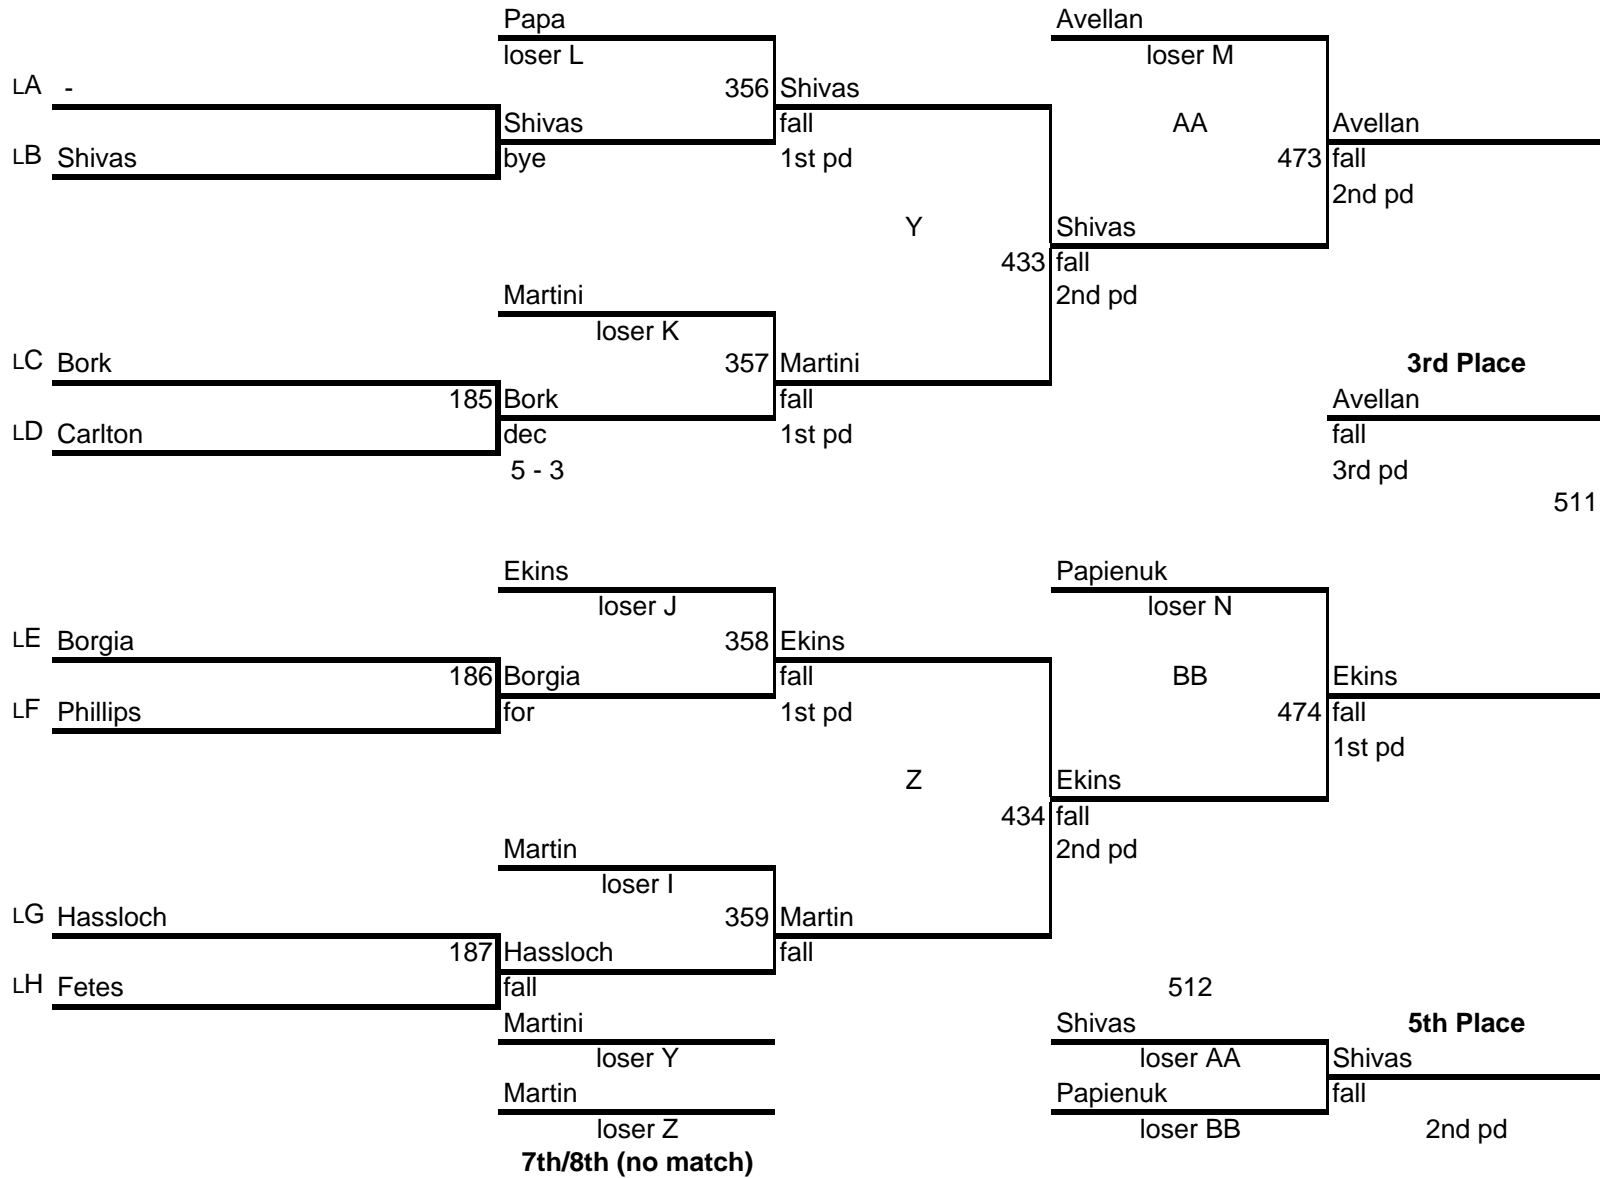 Papa
Avellan
loser L
loser M
LA -
356 Shivas
Shivas
fall
AA
Avellan
LB Shivas
bye
1st pd
473 fall
2nd pd
Y
Shivas
433 fall
Martini
2nd pd
loser K
LC Bork
357 Martini
3rd Place
185 Bork
fall
Avellan
LD Carlton
dec
1st pd
fall
5 - 3
3rd pd
511
Ekins
Papienuk
loser J
loser N
LE Borgia
358 Ekins
186 Borgia
fall
BB
Ekins
LF Phillips
for
1st pd
474 fall
1st pd
Z
Ekins
434 fall
Martin
2nd pd
loser I
LG Hassloch
359 Martin
187 Hassloch
fall
LH Fetes
fall
512
Martini
Shivas
5th Place
loser Y
loser AA
Shivas
Martin
Papienuk
fall
loser Z
loser BB
2nd pd
7th/8th (no match)